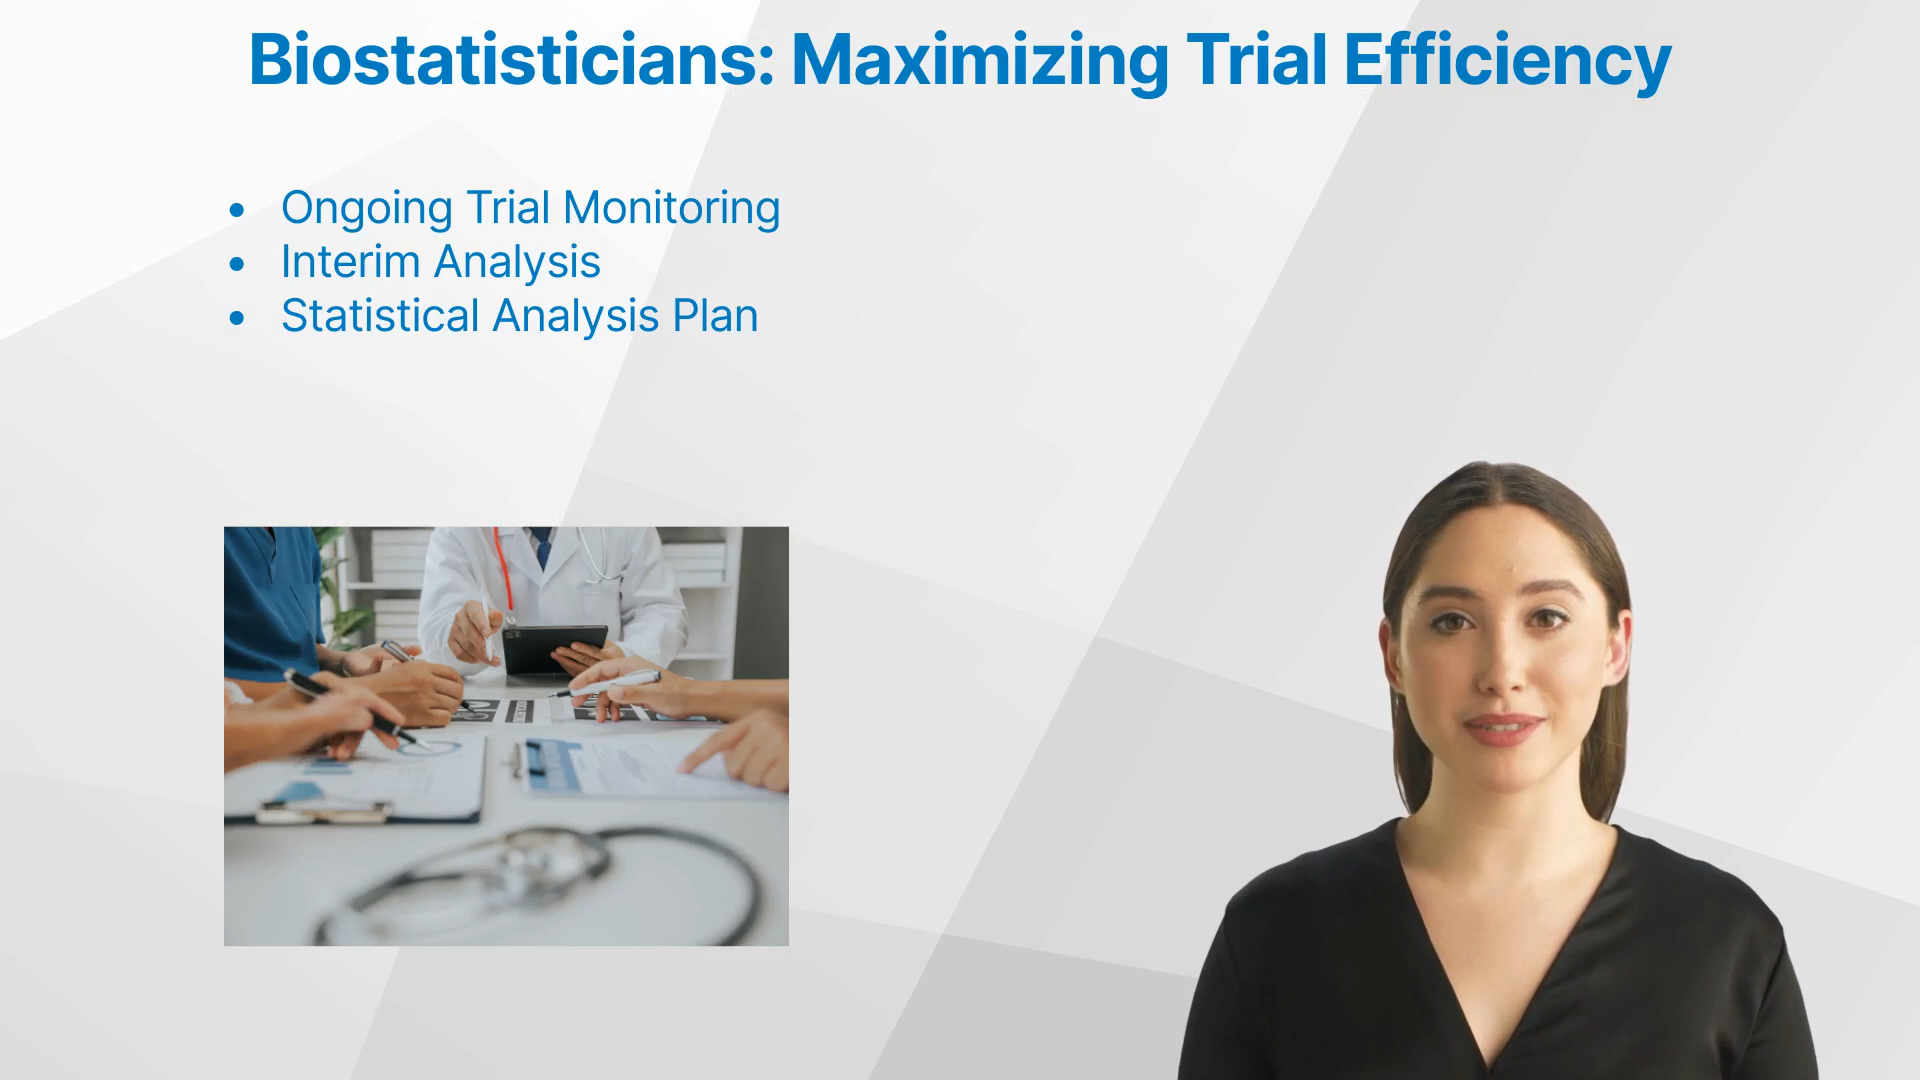 Biostatisticians: Maximizing Trial Efficiency
• Ongoing Trial Monitoring
• Interim Analysis
• Statistical Analysis Plan